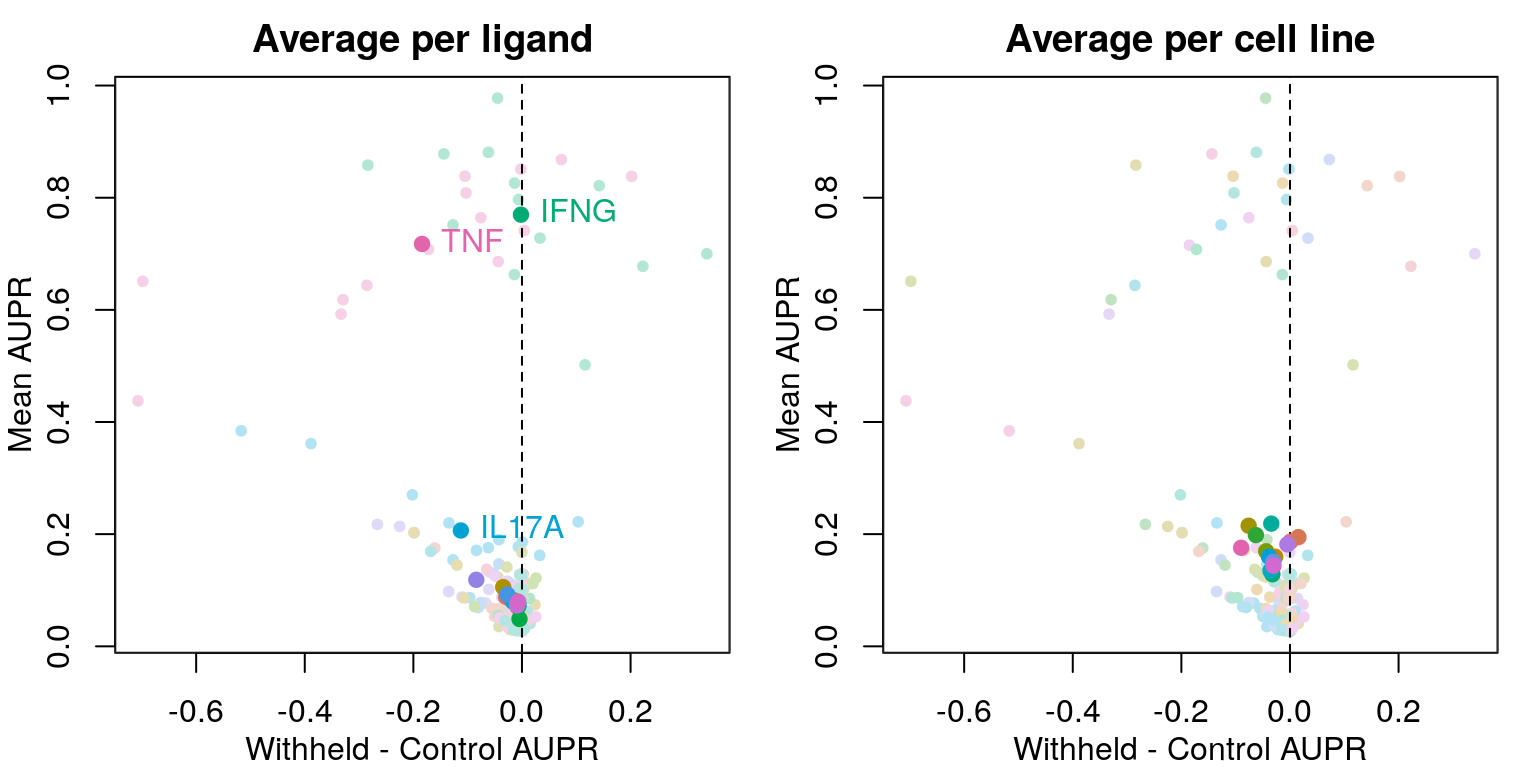 Average per ligand
Mean AUPR
1.0
0.8
0.6
0.4
0.2
0.0
IFNG
TNF
IL17A
-0.6 -0.4 -0.2 0.0 0.2
Withheld - Control AUPR
Average per cell line
Mean AUPR
1.0
0.8
0.6
0.4
0.2
0.0
-0.6 -0.4 -0.2 0.0 0.2
Withheld - Control AUPR